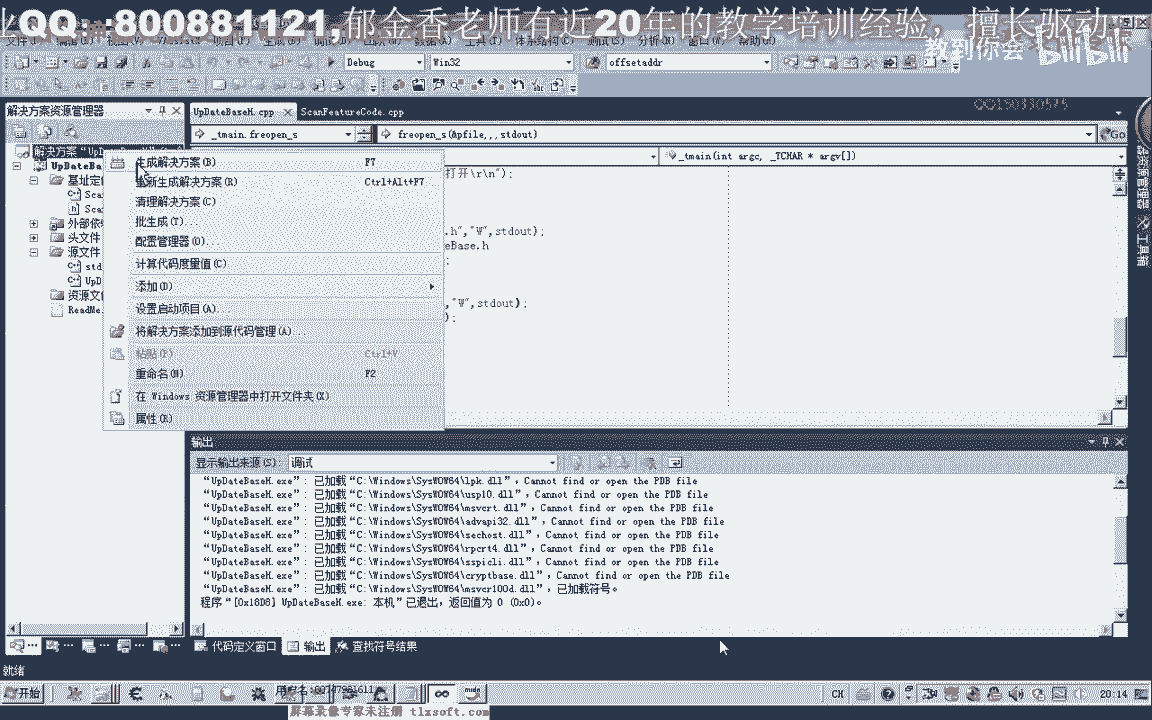 业QQ：:800881121.郁金香老师有近20年的教学培训经验，擅长驱动.
教到你会 bilibili
Debug Win32 offsetaddr
QQ150330575
解决方案资源管理器
UpDateBaseH.cpp ScanFeatureCode.cpp
_tmain.freopen_s freopen_s(&pfile,,,stdout)
Go
_tmain(int argc, _TCHAR * argv[])
解决方案"Up
UpDateBa
基址定
Sca
Sca
外部依
头文件
源文件
std
UpD
资源文
ReadMe.
生成解决方案(B) F7
重新生成解决方案(R) Ctrl+Alt+F7
清理解决方案(C)
批生成(T)...
配置管理器(O)...
计算代码度量值(C)
添加(D)
设置启动项目(A)...
将解决方案添加到源代码管理(A)...
粘贴(P) Ctrl+V
重命名(M) F2
在 Windows 资源管理器中打开文件夹(X)
属性(R)
打开\r\n");
.h","W",stdout);
eBase.h
;
,"W",stdout);
);
工具箱
输出
显示输出来源(S): 调试
"UpDateBaseH.exe": 已加载"C:\Windows\SysWOW64\lpk.dll"，Cannot find or open the PDB file
"UpDateBaseH.exe": 已加载"C:\Windows\SysWOW64\usp10.dll"，Cannot find or open the PDB file
"UpDateBaseH.exe": 已加载"C:\Windows\SysWOW64\msvcrt.dll"，Cannot find or open the PDB file
"UpDateBaseH.exe": 已加载"C:\Windows\SysWOW64\advapi32.dll"，Cannot find or open the PDB file
"UpDateBaseH.exe": 已加载"C:\Windows\SysWOW64\sechost.dll"，Cannot find or open the PDB file
"UpDateBaseH.exe": 已加载"C:\Windows\SysWOW64\rpcrt4.dll"，Cannot find or open the PDB file
"UpDateBaseH.exe": 已加载"C:\Windows\SysWOW64\sspicli.dll"，Cannot find or open the PDB file
"UpDateBaseH.exe": 已加载"C:\Windows\SysWOW64\cryptbase.dll"，Cannot find or open the PDB file
"UpDateBaseH.exe": 已加载"C:\Windows\SysWOW64\msvcr100d.dll"，已加载符号。
程序"[0x18D8] UpDateBaseH.exe: 本机"已退出，返回值为 0 (0x0)。
代码定义窗口 输出 查找符号结果
就绪
开始
CH 20:14
屏幕录像专家未注册 tlxsoft.com